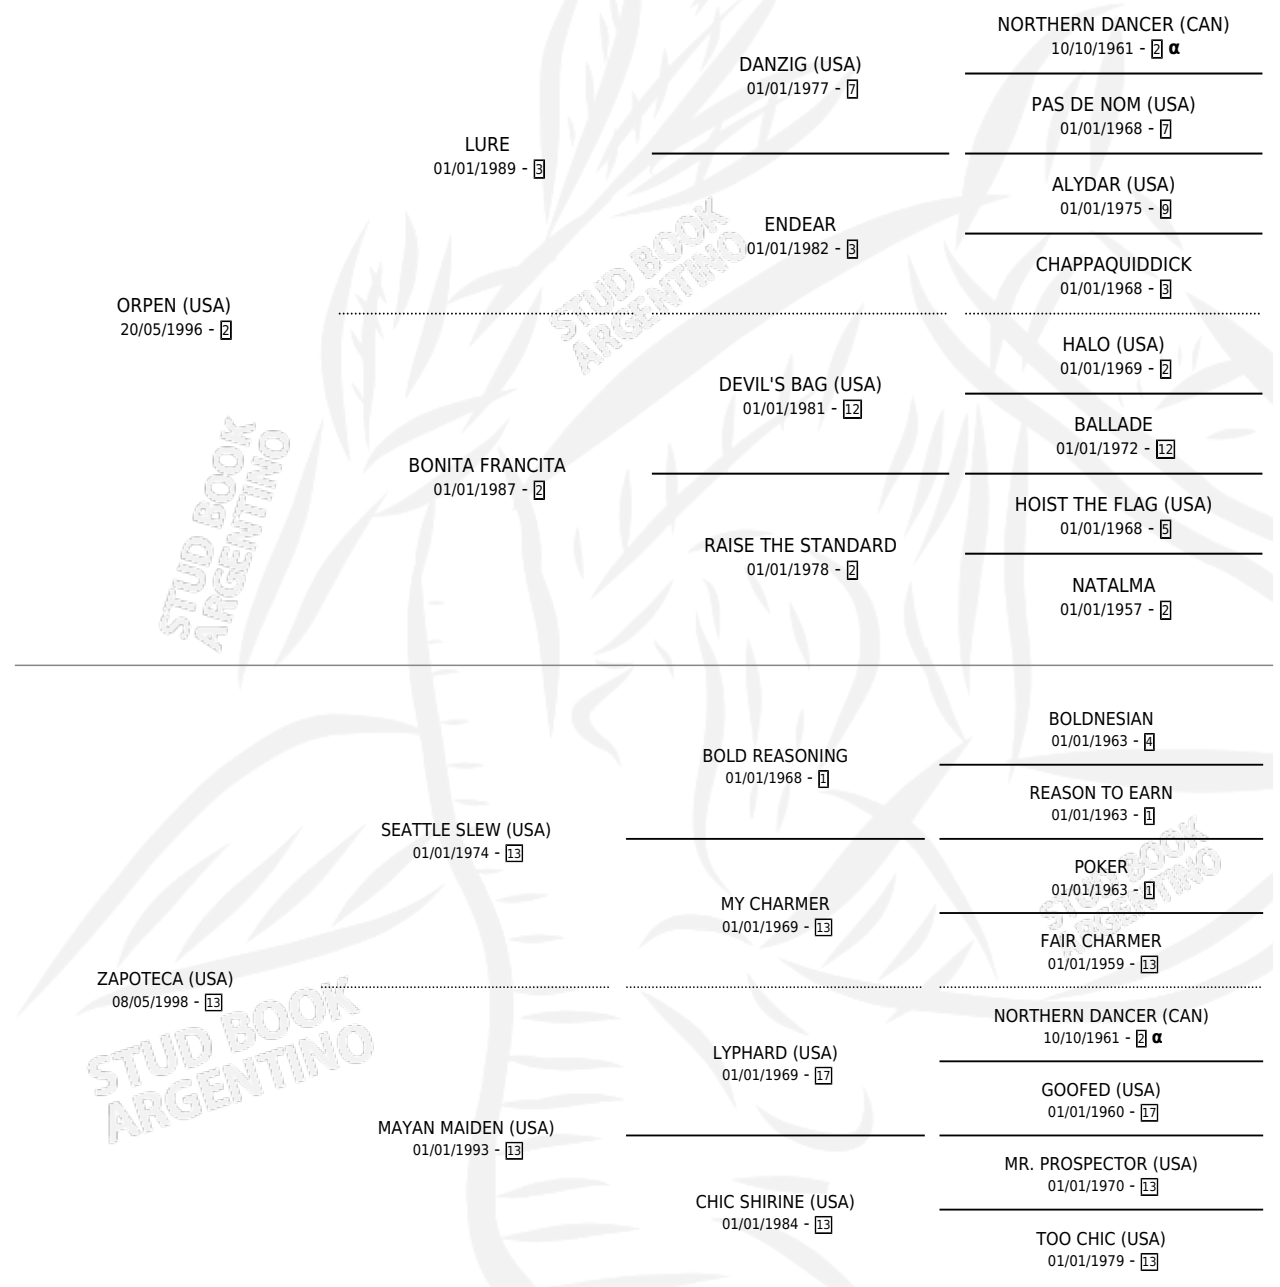 NORTHERN DANCER (CAN)
10/10/1961 - 2 α
DANZIG (USA)
01/01/1977 - 7
PAS DE NOM (USA)
01/01/1968 - 7
LURE
01/01/1989 - 3
ALYDAR (USA)
01/01/1975 - 9
ENDEAR
01/01/1982 - 3
CHAPPAQUIDDICK
01/01/1968 - 3
ORPEN (USA)
20/05/1996 - 2
HALO (USA)
01/01/1969 - 2
DEVIL'S BAG (USA)
01/01/1981 - 12
BALLADE
01/01/1972 - 12
BONITA FRANCITA
01/01/1987 - 2
HOIST THE FLAG (USA)
01/01/1968 - 5
RAISE THE STANDARD
01/01/1978 - 2
NATALMA
01/01/1957 - 2
BOLDNESIAN
01/01/1963 - 4
BOLD REASONING
01/01/1968 - 1
REASON TO EARN
01/01/1963 - 1
SEATTLE SLEW (USA)
01/01/1974 - 13
POKER
01/01/1963 - 1
MY CHARMER
01/01/1969 - 13
FAIR CHARMER
01/01/1959 - 13
ZAPOTECA (USA)
08/05/1998 - 13
NORTHERN DANCER (CAN)
10/10/1961 - 2 α
LYPHARD (USA)
01/01/1969 - 17
GOOFED (USA)
01/01/1960 - 17
MAYAN MAIDEN (USA)
01/01/1993 - 13
MR. PROSPECTOR (USA)
01/01/1970 - 13
CHIC SHIRINE (USA)
01/01/1984 - 13
TOO CHIC (USA)
01/01/1979 - 13
STUD BOOK
ARGENTINO
STUD BOOK
ARGENTINO
STUD BOOK
ARGENTINO
STUD BOOK
ARGENTINO